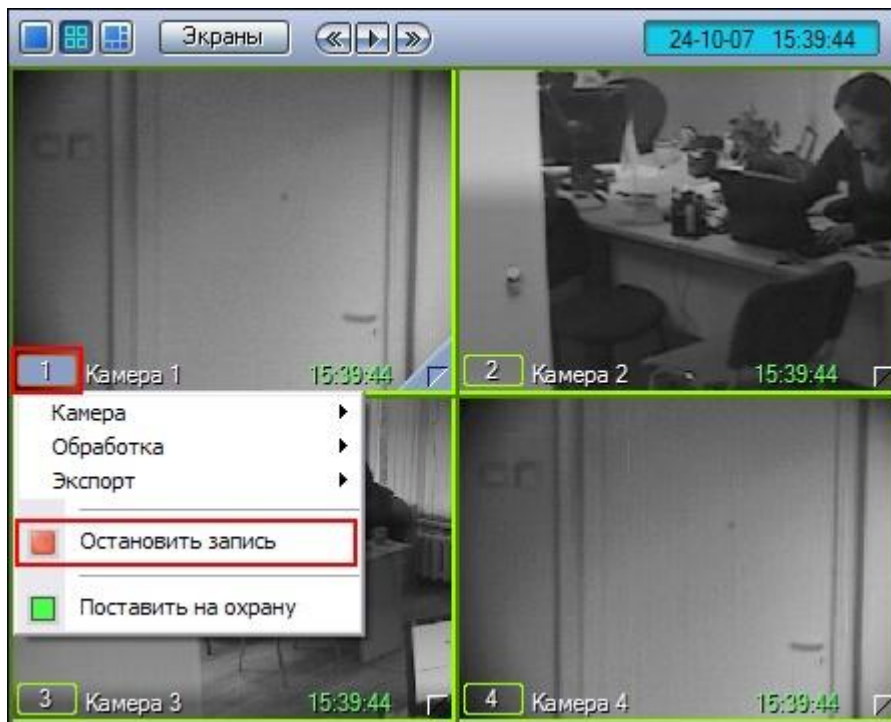 Экраны
24-10-07 15:39:44
1 Камера 1 15:39:44
2 Камера 2 15:39:44
Камера
Обработка
Экспорт
Остановить запись
Поставить на охрану
3 Камера 3 15:39:44
4 Камера 4 15:39:44